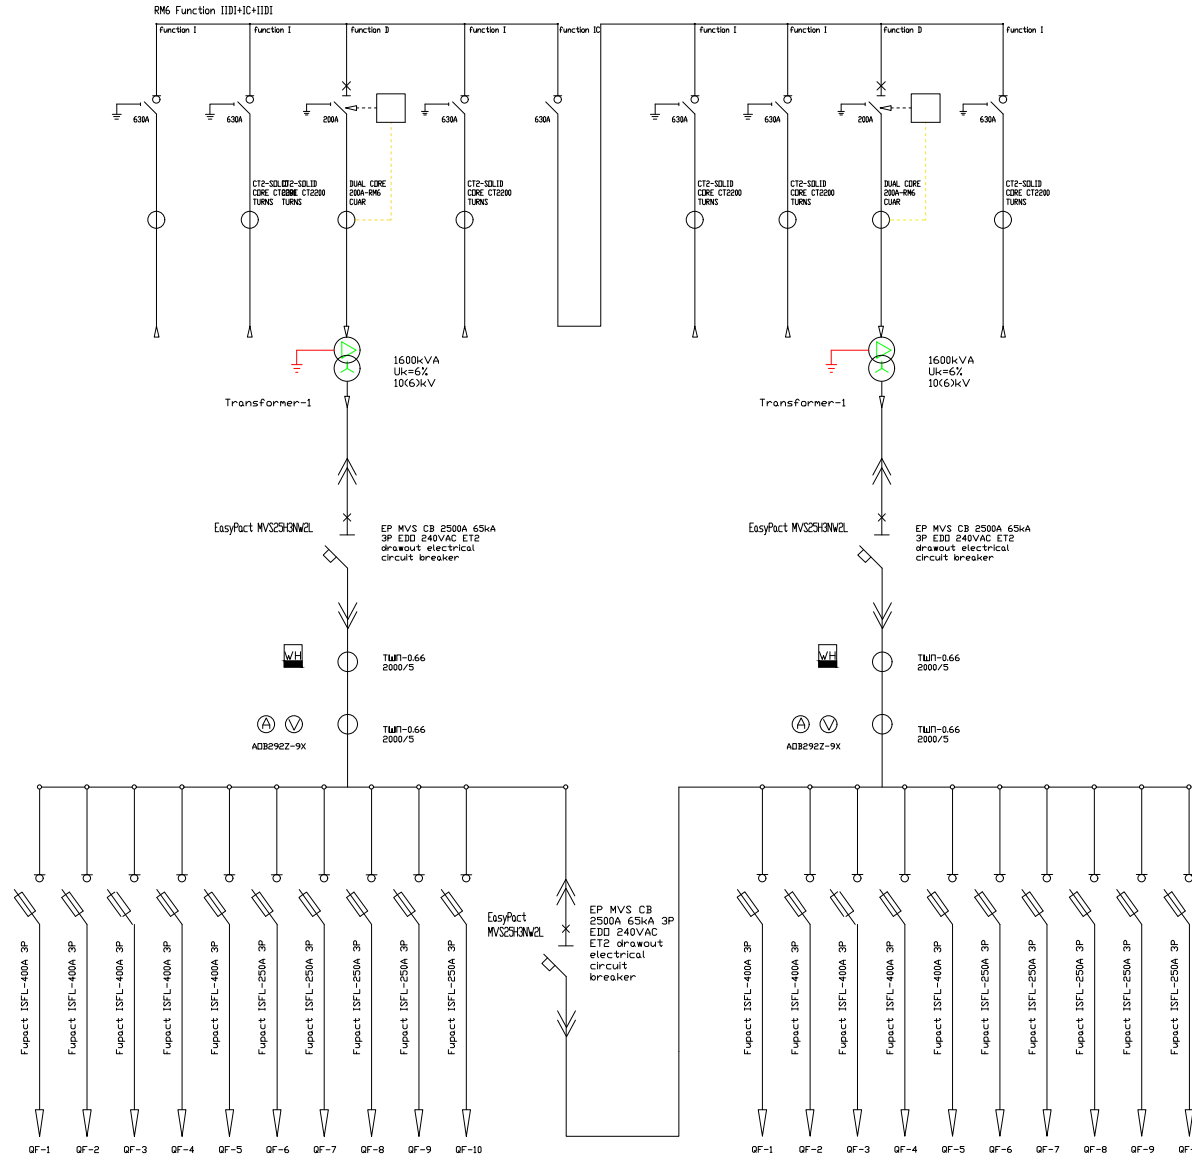 RM6 Function IIDI+IC+IIDI
function I
function I
function D
function I
function IC
function I
function I
function D
function I
630A
630A
200A
630A
630A
630A
630A
200A
630A
CT2-SOLID
CORE CT2200
TURNS
CT2-SOLID
CORE CT2200
TURNS
DUAL CORE
200A-RM6
CUAR
CT2-SOLID
CORE CT2200
TURNS
DUAL CORE
200A-RM6
CUAR
CT2-SOLID
CORE CT2200
TURNS
1600kVA
Uk=6%
10(6)kV
Transformer-1
1600kVA
Uk=6%
10(6)kV
Transformer-1
EasyPact MVS25H3NW2L
EP MVS CB 2500A 65kA
3P EDO 240VAC ET2
drawout electrical
circuit breaker
EasyPact MVS25H3NW2L
EP MVS CB 2500A 65kA
3P EDO 240VAC ET2
drawout electrical
circuit breaker
WH
ТШП-0.66
2000/5
WH
ТШП-0.66
2000/5
A
V
AOB292Z-9X
ТШП-0.66
2000/5
A
V
AOB292Z-9X
ТШП-0.66
2000/5
Fupact ISFL-400A 3P
Fupact ISFL-400A 3P
Fupact ISFL-400A 3P
Fupact ISFL-400A 3P
Fupact ISFL-400A 3P
Fupact ISFL-250A 3P
Fupact ISFL-250A 3P
Fupact ISFL-250A 3P
Fupact ISFL-250A 3P
Fupact ISFL-250A 3P
EasyPact
MVS25H3NW2L
EP MVS CB
2500A 65kA 3P
EDO 240VAC
ET2 drawout
electrical
circuit
breaker
Fupact ISFL-400A 3P
Fupact ISFL-400A 3P
Fupact ISFL-400A 3P
Fupact ISFL-400A 3P
Fupact ISFL-400A 3P
Fupact ISFL-250A 3P
Fupact ISFL-250A 3P
Fupact ISFL-250A 3P
Fupact ISFL-250A 3P
Fupact ISFL-250A 3P
QF-1
QF-2
QF-3
QF-4
QF-5
QF-6
QF-7
QF-8
QF-9
QF-10
QF-1
QF-2
QF-3
QF-4
QF-5
QF-6
QF-7
QF-8
QF-9